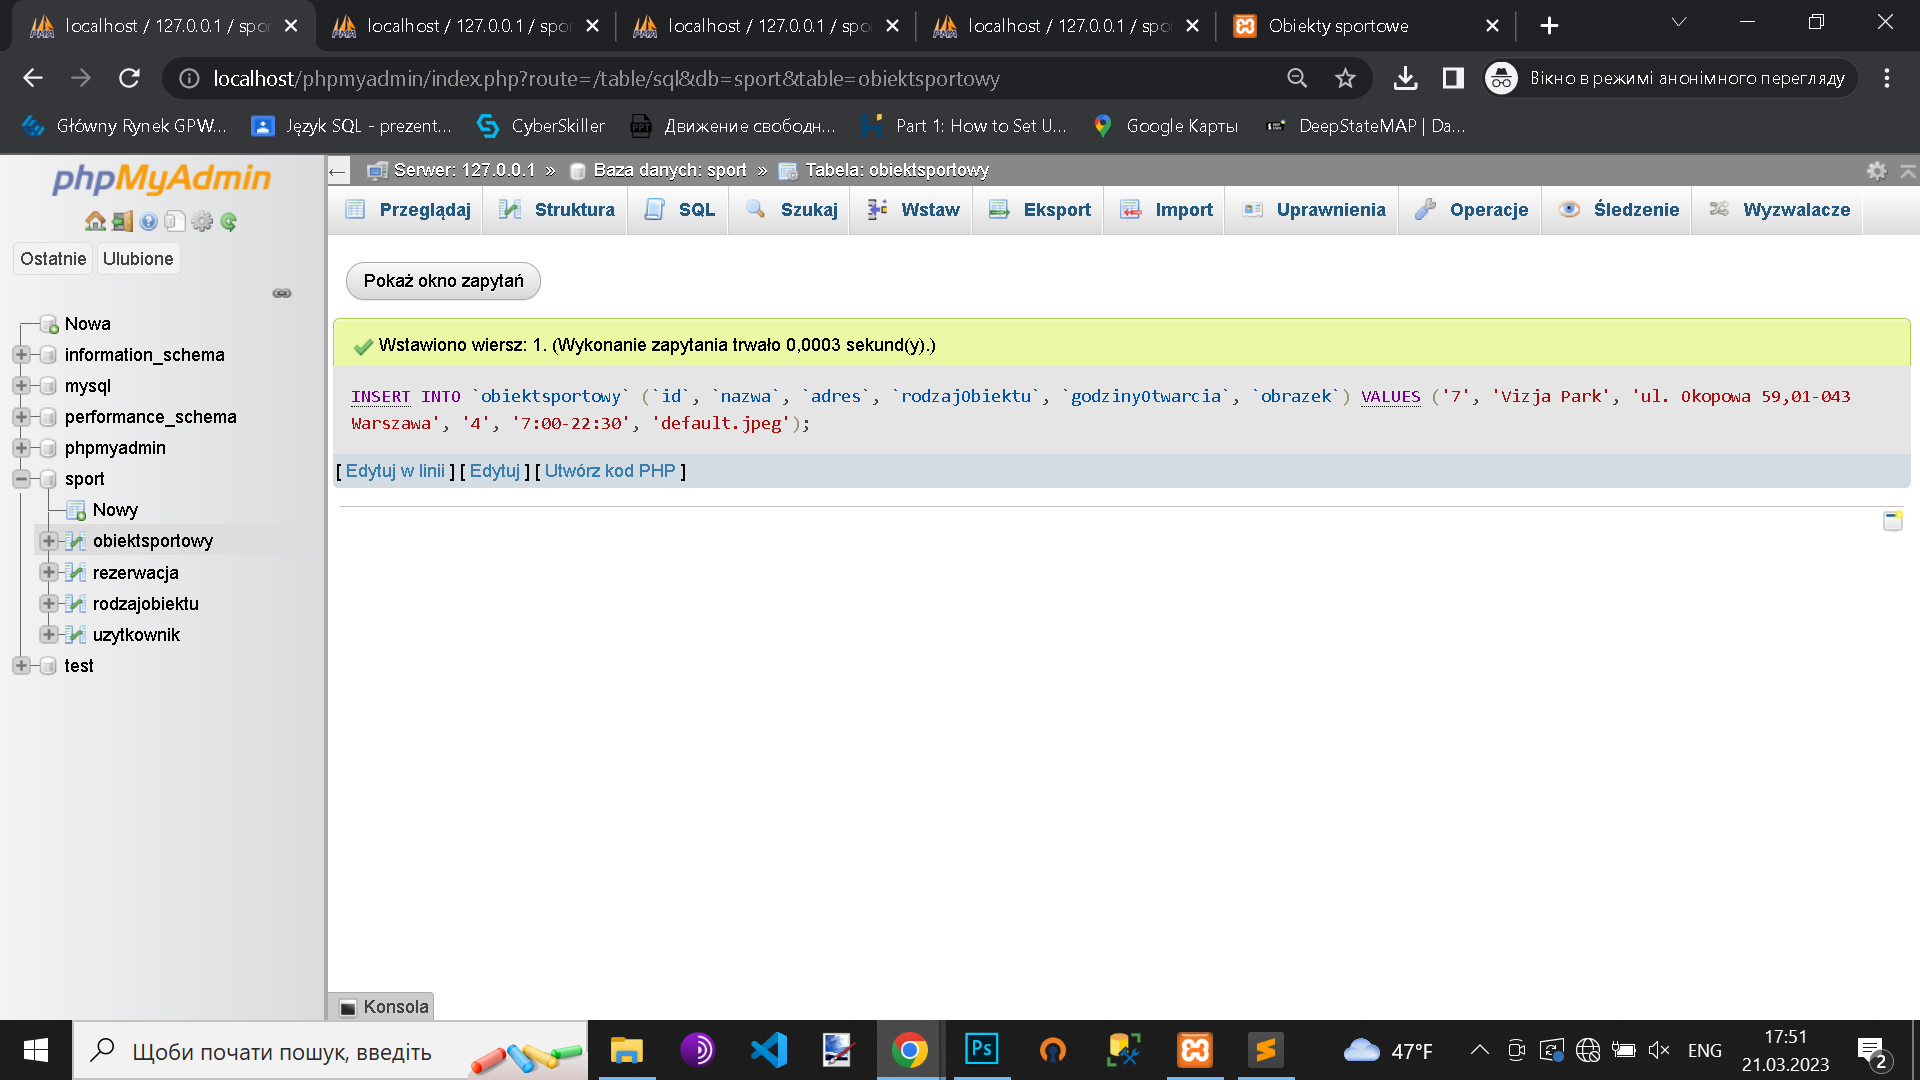 localhost / 127.0.0.1 / spo
localhost / 127.0.0.1 / spo
localhost / 127.0.0.1 / spo
localhost / 127.0.0.1 / spo
Obiekty sportowe
localhost/phpmyadmin/index.php?route=/table/sql&db=sport&table=obiektsportowy
Вікно в режимі анонімного перегляду
Główny Rynek GPW...
Język SQL - prezent...
CyberSkiller
Движение свободн...
Part 1: How to Set U...
Google Карты
DeepStateMAP | Da...
phpMyAdmin
Ostatnie
Ulubione
Nowa
information_schema
mysql
performance_schema
phpmyadmin
sport
Nowy
obiektsportowy
rezerwacja
rodzajobiektu
uzytkownik
test
Serwer: 127.0.0.1 » Baza danych: sport » Tabela: obiektsportowy
Przeglądaj
Struktura
SQL
Szukaj
Wstaw
Eksport
Import
Uprawnienia
Operacje
Śledzenie
Wyzwalacze
Pokaż okno zapytań
Wstawiono wiersz: 1. (Wykonanie zapytania trwało 0,0003 sekund(y).)
INSERT INTO `obiektsportowy` (`id`, `nazwa`, `adres`, `rodzajObiektu`, `godzinyOtwarcia`, `obrazek`) VALUES ('7', 'Vizja Park', 'ul. Okopowa 59,01-043
Warszawa', '4', '7:00-22:30', 'default.jpeg');
[ Edytuj w linii ] [ Edytuj ] [ Utwórz kod PHP ]
Konsola
Щоби почати пошук, введіть
Ps
47°F
ENG
17:51
21.03.2023
2